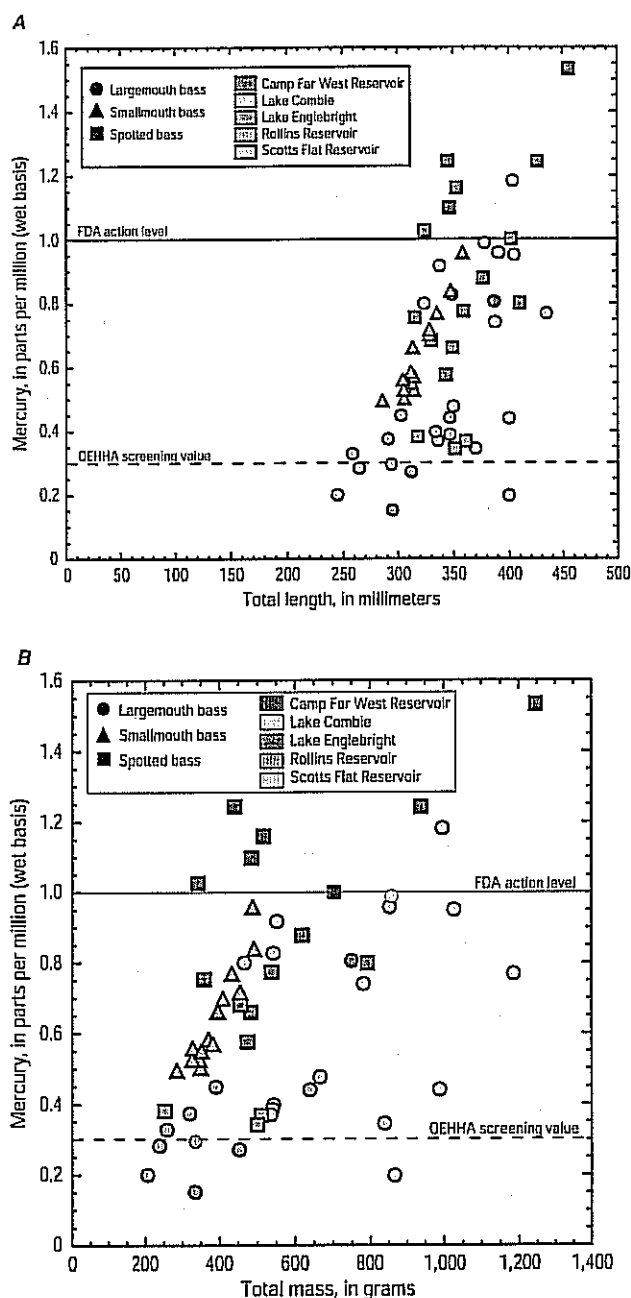 A
1.6
1.4
1.2
1.0
0.8
0.6
0.4
0.2
0
Mercury, in parts per million (wet basis)
Largemouth bass
Smallmouth bass
Spotted bass
Camp Far West Reservoir
Lake Combie
Lake Englebright
Rollins Reservoir
Scotts Flat Reservoir
FDA action level
OEHHA screening value
0 50 100 150 200 250 300 350 400 450 500
Total length, in millimeters
B
1.6
1.4
1.2
1.0
0.8
0.6
0.4
0.2
0
Mercury, in parts per million (wet basis)
Largemouth bass
Smallmouth bass
Spotted bass
Camp Far West Reservoir
Lake Combie
Lake Englebright
Rollins Reservoir
Scotts Flat Reservoir
FDA action level
OEHHA screening value
0 200 400 600 800 1,000 1,200 1,400
Total mass, in grams